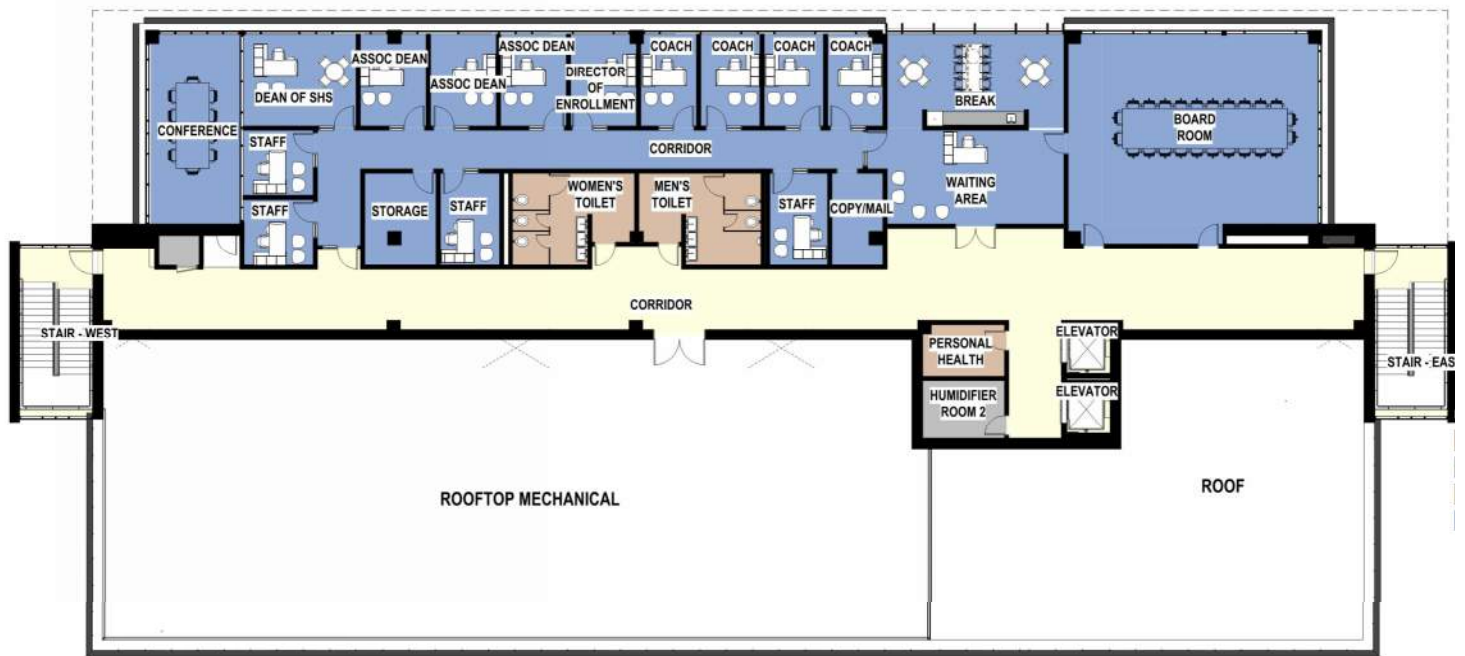 ASSOC DEAN
COACH
COACH
COACH
COACH
ASSOC DEAN
ASSOC DEAN
DIRECTOR
OF
ENROLLMENT
DEAN OF SHS
BREAK
CONFERENCE
BOARD
ROOM
STAFF
CORRIDOR
WOMEN'S
TOILET
MEN'S
TOILET
WAITING
AREA
STAFF
STORAGE
STAFF
STAFF
COPY/MAIL
CORRIDOR
STAIR - WEST
PERSONAL
HEALTH
ELEVATOR
STAIR - EAS
HUMIDIFIER
ROOM 2
ELEVATOR
ROOFTOP MECHANICAL
ROOF